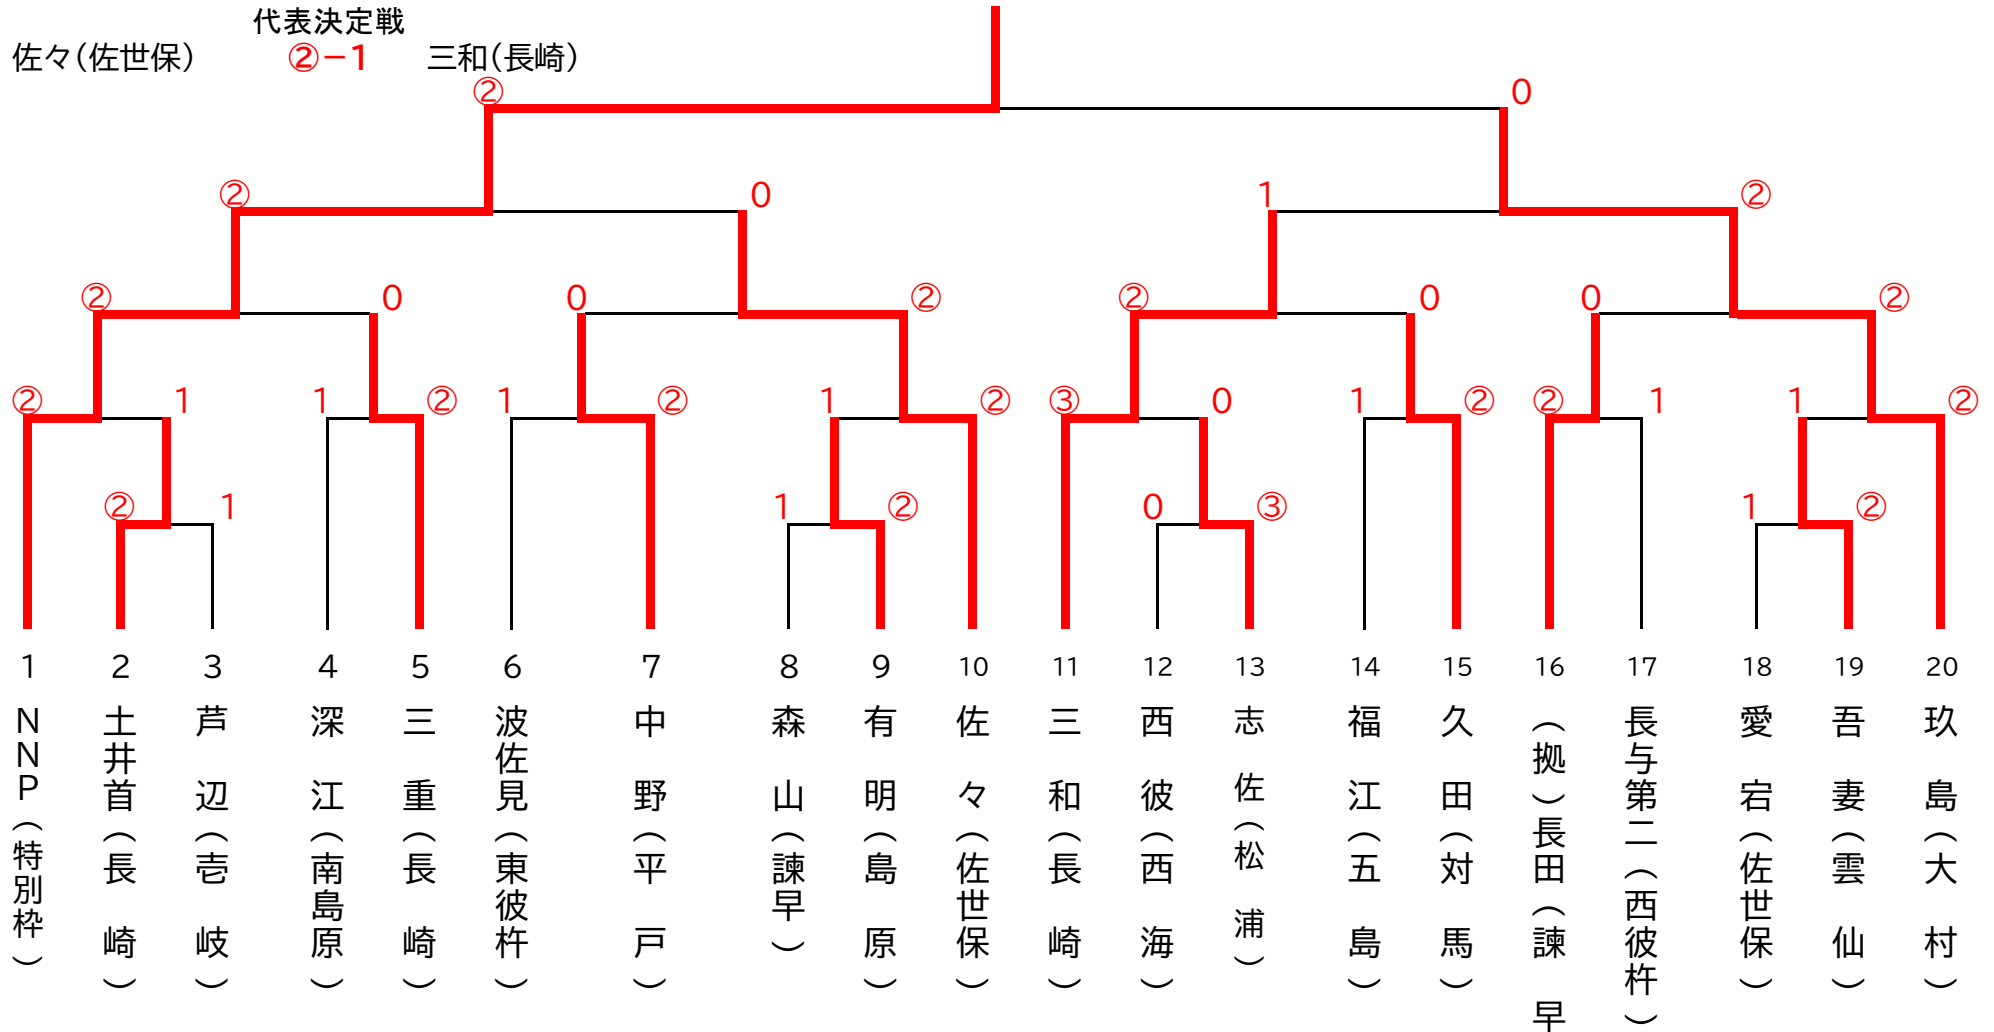 代表決定戦
佐々(佐世保) ②−1 三和(長崎)
② 0
② 0 1 ②
② 0 0 ② ② 0 0 ②
② 1 1 ② 1 ② 1 ② ③ 0 1 ② ② 1 1 ②
② 1 1 ② 0 ③ 1 ②
1 2 3 4 5 6 7 8 9 10 11 12 13 14 15 16 17 18 19 20
NNP(特別枠)
土井首(長崎)
芦辺(壱岐)
深江(南島原)
三重(長崎)
波佐見(東彼杵)
中野(平戸)
森山(諫早)
有明(島原)
佐々(佐世保)
三和(長崎)
西彼(西海)
志佐(松浦)
福江(五島)
久田(対馬)
(拠)長田(諫早
長与第二(西彼杵)
愛宕(佐世保)
吾妻(雲仙)
玖島(大村)